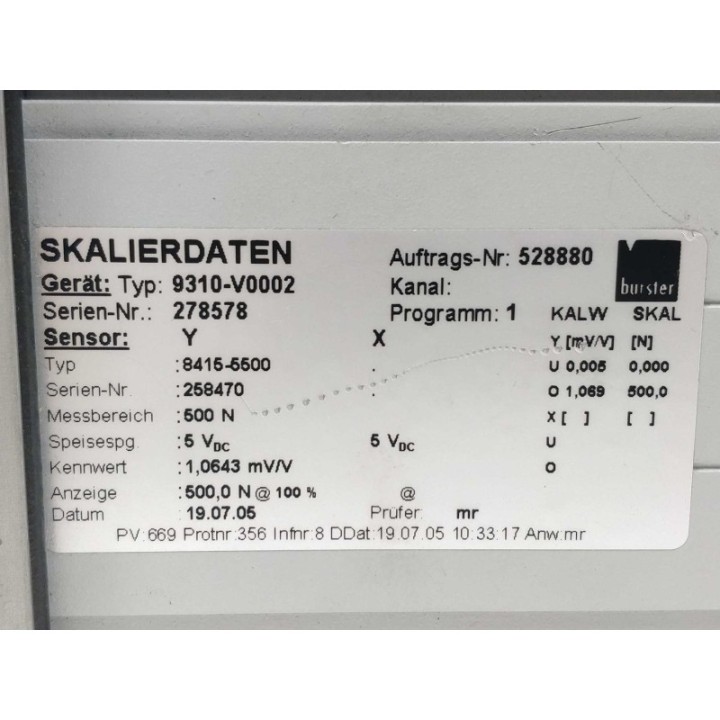 SKALIERDATEN Auftrags-Nr: 528880 burster
Gerät: Typ: 9310-V0002 Kanal:
Serien-Nr.: 278578 Programm: 1 KALW SKAL
Sensor: Y X Y [mV/V] [N]
Typ :8415-5500 . U 0,005 0,000
Serien-Nr. :258470 . O 1,069 500,0
Messbereich :500 N X [ ] [ ]
Speisespg. :5 VDC 5 VDC U
Kennwert :1,0643 mV/V O
Anzeige :500,0 N @ 100 % @
Datum :19.07.05 Prüfer: mr
PV:669 Protnr:356 Infnr:8 DDat:19.07.05 10:33:17 Anw:mr